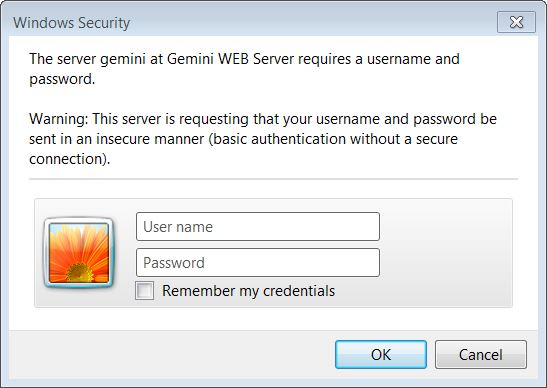 Windows Security
The server gemini at Gemini WEB Server requires a username and
password.
Warning: This server is requesting that your username and password be
sent in an insecure manner (basic authentication without a secure
connection).
User name
Password
Remember my credentials
OK
Cancel